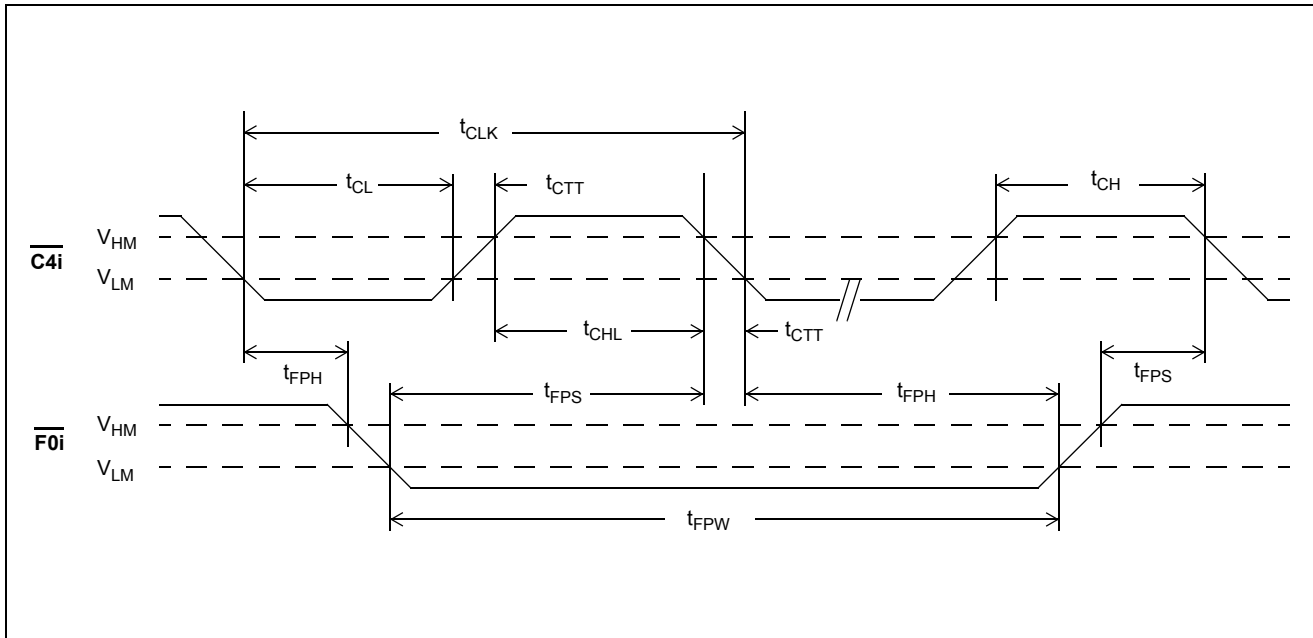 tCLK
tCL
tCTT
tCH
VHM
C4i
VLM
tCHL
tCTT
tFPH
tFPS
tFPH
tFPS
VHM
F0i
VLM
tFPW